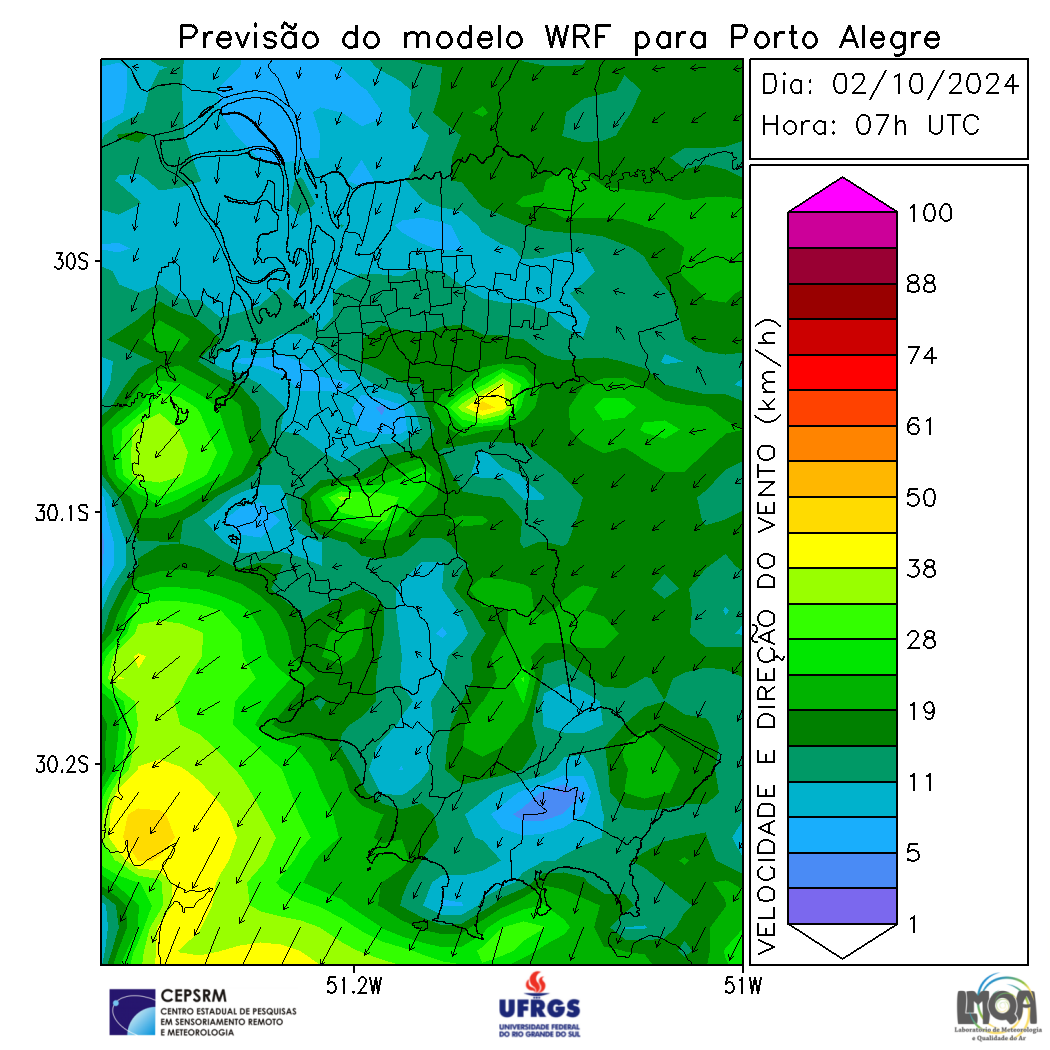 Previsão do modelo WRF para Porto Alegre
Dia: 02/10/2024
Hora: 07h UTC
30S
30.1S
30.2S
51.2W
51W
VELOCIDADE E DIREÇÃO DO VENTO (km/h)
100
88
74
61
50
38
28
19
11
5
1
CEPSRM
CENTRO ESTADUAL DE PESQUISAS
EM SENSORIAMENTO REMOTO
E METEOROLOGIA
UFRGS
UNIVERSIDADE FEDERAL
DO RIO GRANDE DO SUL
LMQA
Laboratório de Meteorologia
e Qualidade do Ar